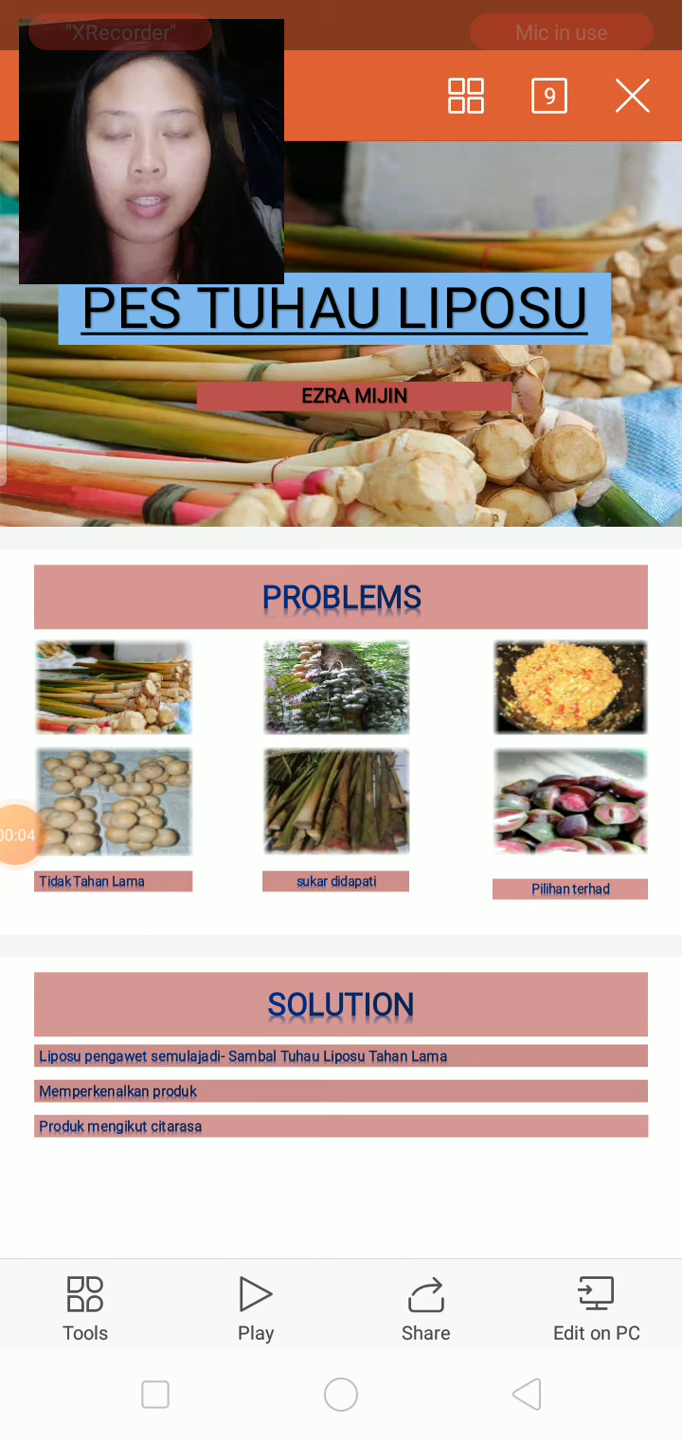 "XRecorder"
Mic in use
9
PES TUHAU LIPOSU
EZRA MIJIN
PROBLEMS
00:04
Tidak Tahan Lama
sukar didapati
Pilihan terhad
SOLUTION
Liposu pengawet semulajadi- Sambal Tuhau Liposu Tahan Lama
Memperkenalkan produk
Produk mengikut citarasa
Tools
Play
Share
Edit on PC